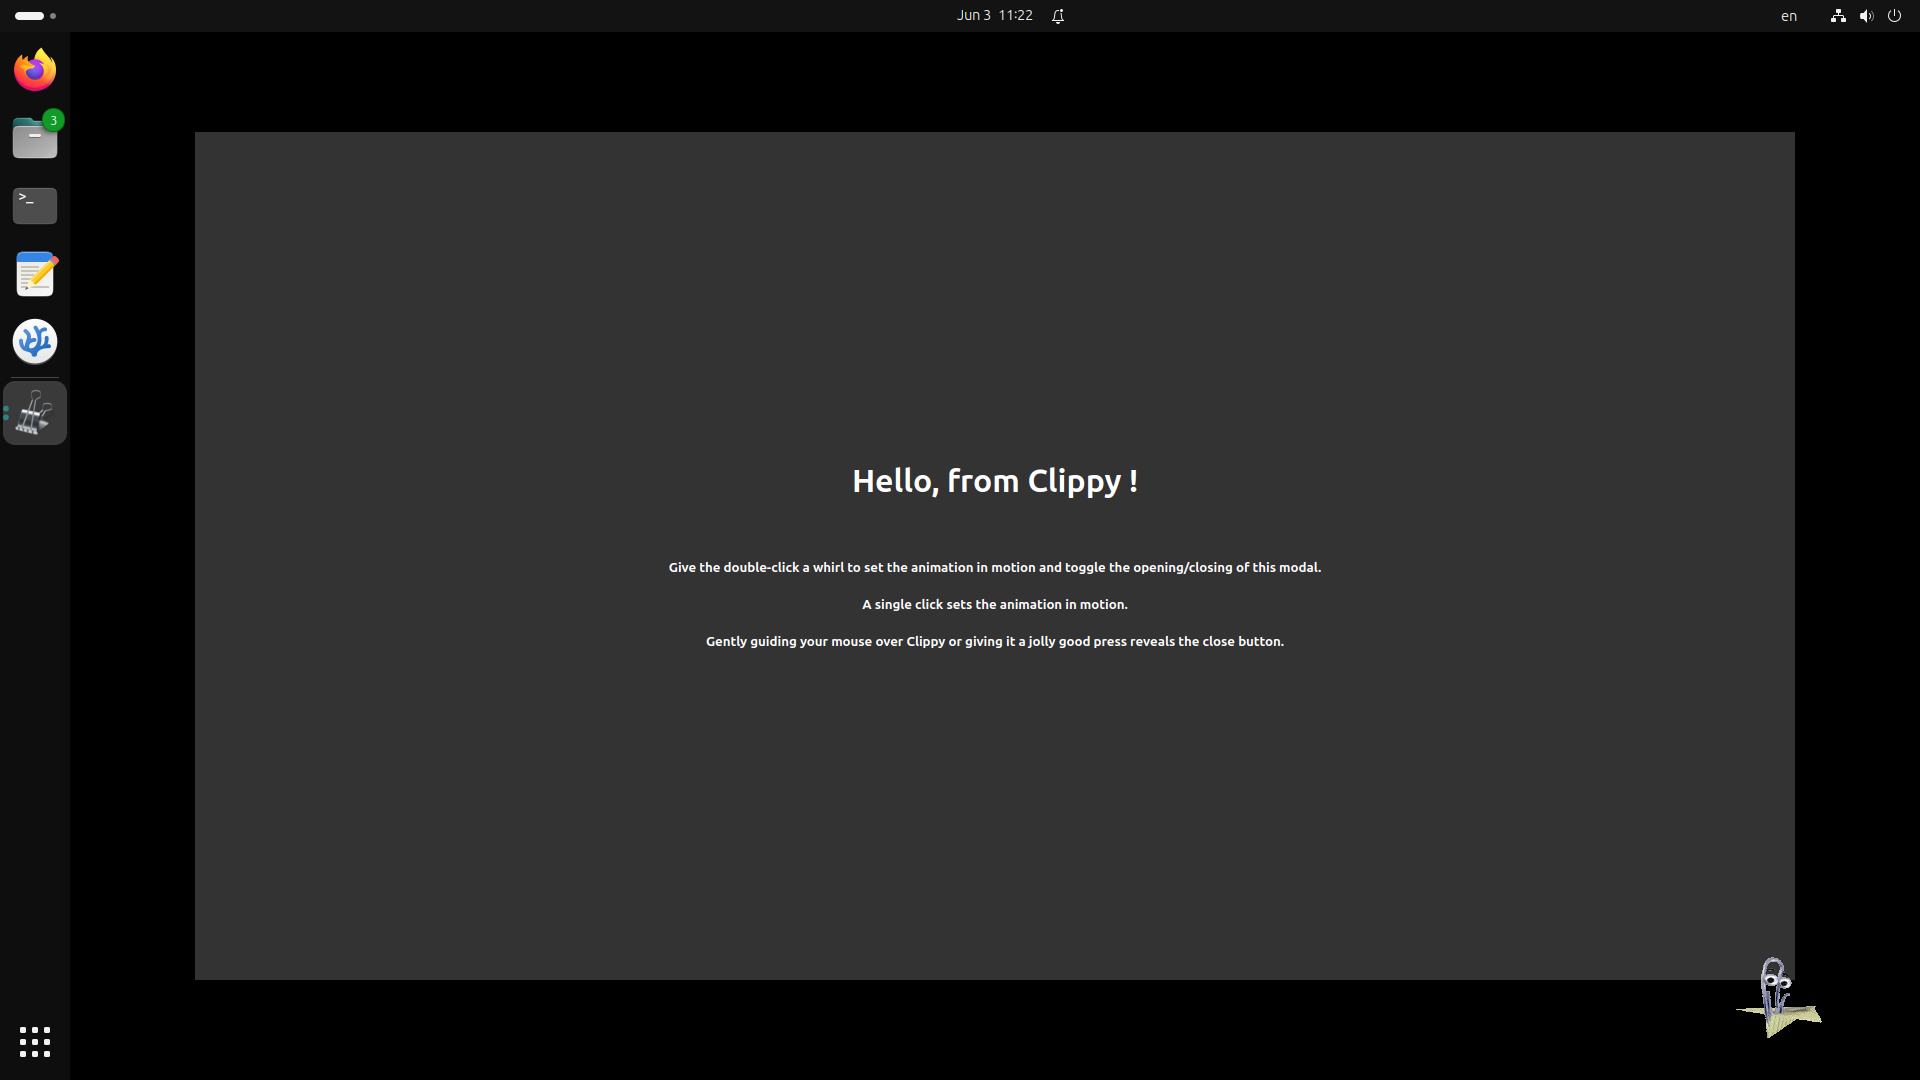 Jun 3 11:22
en
3
>_
Hello, from Clippy !
Give the double-click a whirl to set the animation in motion and toggle the opening/closing of this modal.
A single click sets the animation in motion.
Gently guiding your mouse over Clippy or giving it a jolly good press reveals the close button.